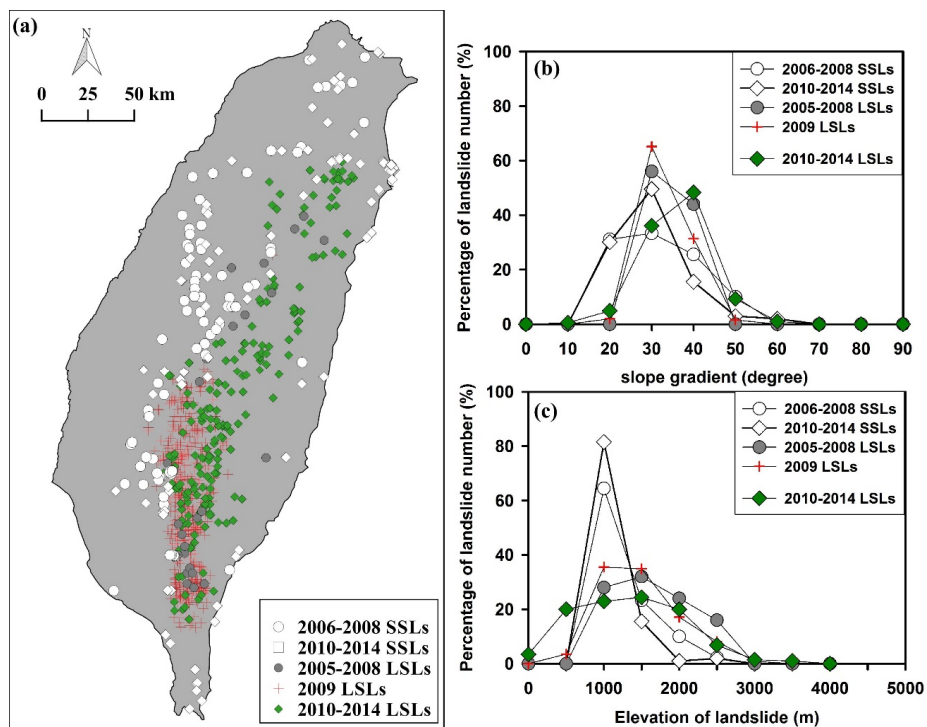 (a)
N
0 25 50 km
2006-2008 SSLs
2010-2014 SSLs
2005-2008 LSLs
2009 LSLs
2010-2014 LSLs
(b)
2006-2008 SSLs
2010-2014 SSLs
2005-2008 LSLs
2009 LSLs
2010-2014 LSLs
Percentage of landslide number (%)
100
80
60
40
20
0
0 10 20 30 40 50 60 70 80 90
slope gradient (degree)
(c)
2006-2008 SSLs
2010-2014 SSLs
2005-2008 LSLs
2009 LSLs
2010-2014 LSLs
Percentage of landslide number (%)
100
80
60
40
20
0
0 1000 2000 3000 4000 5000
Elevation of landslide (m)